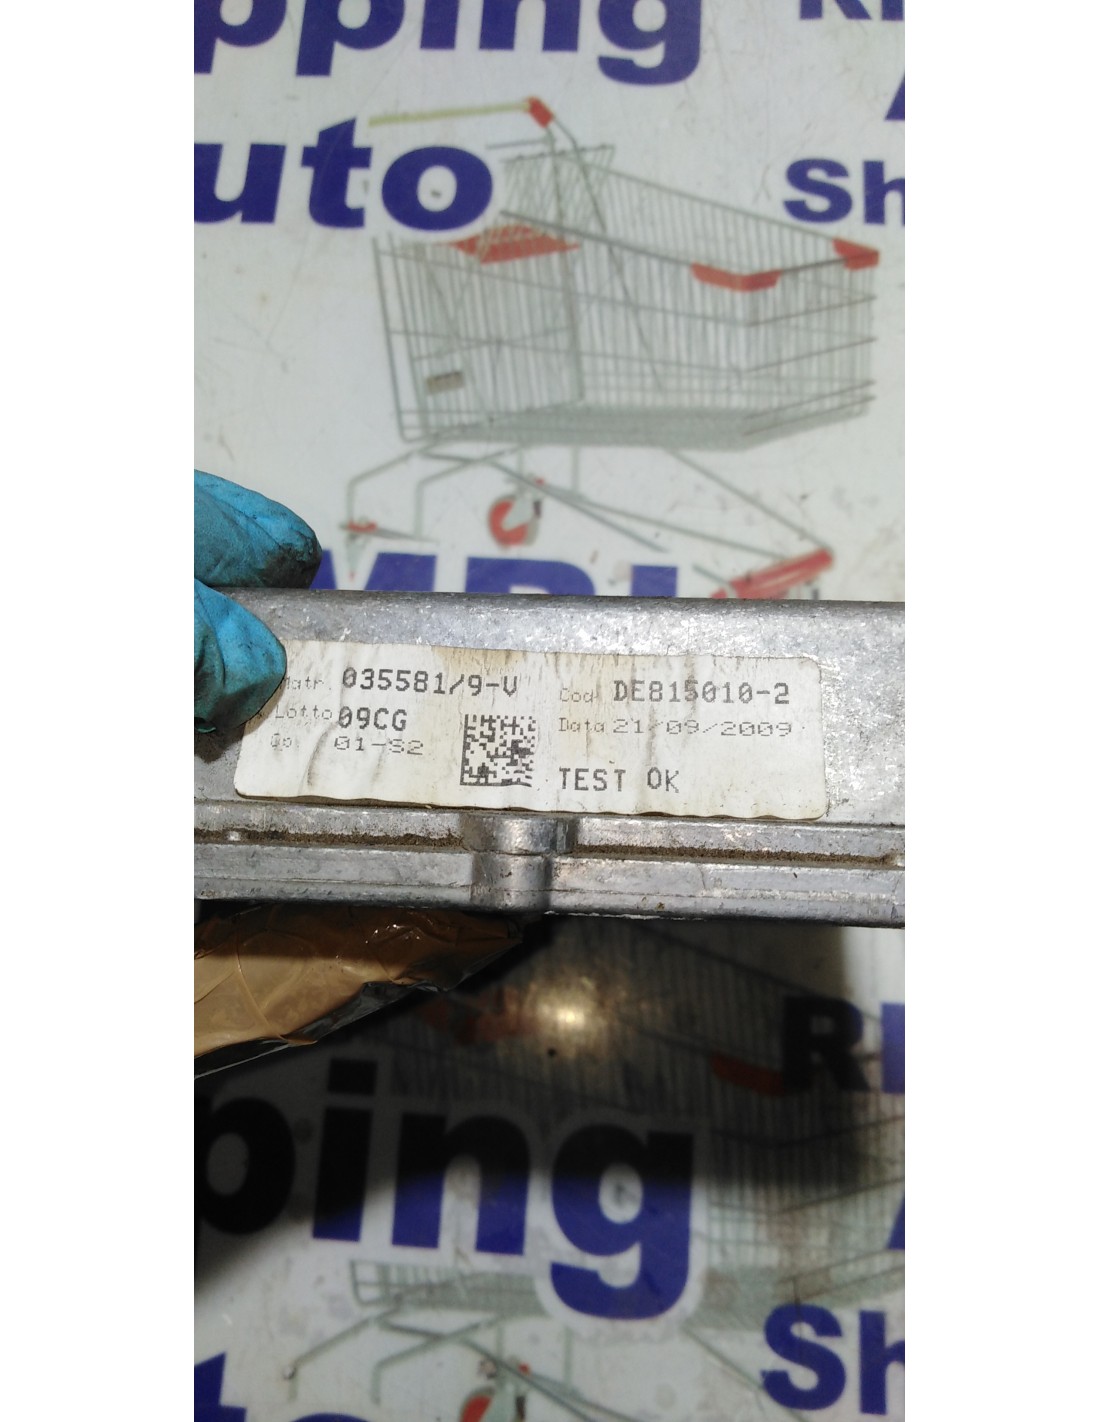 pping
uto
Sh
Matr. 035581/9-V
Cod DE815010-2
Lotto 09CG
Data 21/09/2009
Op. 01-S2
TEST OK
ping
Sh